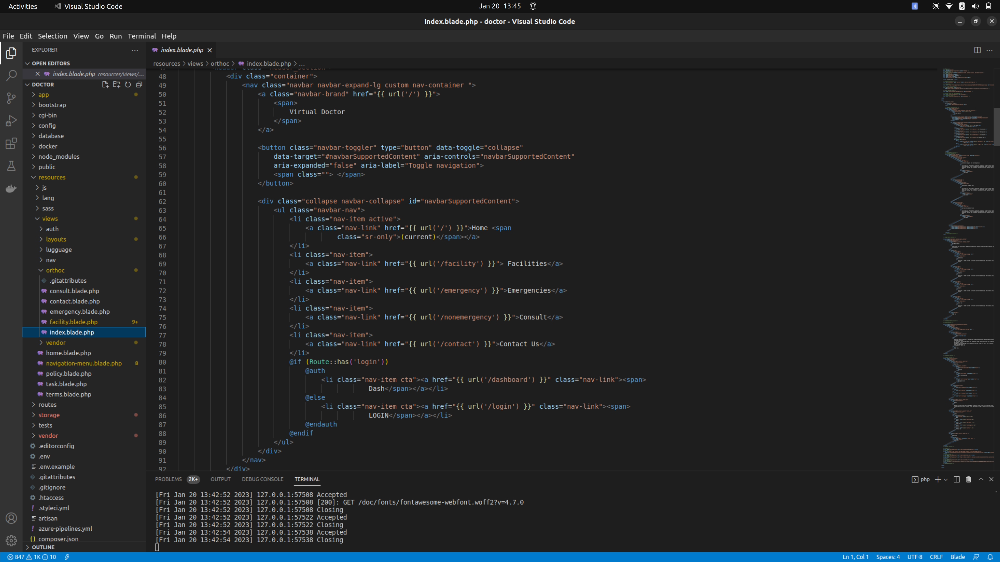 Activities Visual Studio Code Jan 20 13:45
index.blade.php - doctor - Visual Studio Code
File Edit Selection View Go Run Terminal Help
EXPLORER
OPEN EDITORS
index.blade.php resources/views/...
DOCTOR
app
bootstrap
cgi-bin
config
database
docker
node_modules
public
resources
js
lang
sass
views
auth
layouts
lugguage
nav
orthoc
.gitattributes
consult.blade.php
contact.blade.php
emergency.blade.php
facility.blade.php 9+
index.blade.php
vendor
home.blade.php
navigation-menu.blade.php 8
policy.blade.php
task.blade.php
terms.blade.php
routes
storage
tests
vendor
.editorconfig
.env
.env.example
.gitattributes
.gitignore
.htaccess
.styleci.yml
artisan
azure-pipelines.yml
composer.json
OUTLINE
index.blade.php
resources > views > orthoc > index.blade.php > ...
48 <div class="container">
49 <nav class="navbar navbar-expand-lg custom_nav-container ">
50 <a class="navbar-brand" href="{{ url('/') }}">
51 <span>
52 Virtual Doctor
53 </span>
54 </a>
55
56 <button class="navbar-toggler" type="button" data-toggle="collapse"
57 data-target="#navbarSupportedContent" aria-controls="navbarSupportedContent"
58 aria-expanded="false" aria-label="Toggle navigation">
59 <span class=""> </span>
60 </button>
61
62 <div class="collapse navbar-collapse" id="navbarSupportedContent">
63 <ul class="navbar-nav">
64 <li class="nav-item active">
65 <a class="nav-link" href="{{ url('/') }}">Home <span
66 class="sr-only">(current)</span></a>
67 </li>
68 <li class="nav-item">
69 <a class="nav-link" href="{{ url('/facility') }}"> Facilities</a>
70 </li>
71 <li class="nav-item">
72 <a class="nav-link" href="{{ url('/emergency') }}">Emergencies</a>
73 </li>
74 <li class="nav-item">
75 <a class="nav-link" href="{{ url('/nonemergency') }}">Consult</a>
76 </li>
77 <li class="nav-item">
78 <a class="nav-link" href="{{ url('/contact') }}">Contact Us</a>
79 </li>
80 @if (Route::has('login'))
81 @auth
82 <li class="nav-item cta"><a href="{{ url('/dashboard') }}" class="nav-link"><span>
83 Dash</span></a></li>
84 @else
85 <li class="nav-item cta"><a href="{{ url('/login') }}" class="nav-link"><span>
86 LOGIN</span></a></li>
87 @endauth
88 @endif
89 </ul>
90 </div>
91 </nav>
92 </div>
PROBLEMS 2K+ OUTPUT DEBUG CONSOLE TERMINAL php
[Fri Jan 20 13:42:52 2023] 127.0.0.1:57508 Accepted
[Fri Jan 20 13:42:52 2023] 127.0.0.1:57508 [200]: GET /doc/fonts/fontawesome-webfont.woff2?v=4.7.0
[Fri Jan 20 13:42:52 2023] 127.0.0.1:57508 Closing
[Fri Jan 20 13:42:52 2023] 127.0.0.1:57522 Accepted
[Fri Jan 20 13:42:52 2023] 127.0.0.1:57522 Closing
[Fri Jan 20 13:42:54 2023] 127.0.0.1:57538 Accepted
[Fri Jan 20 13:42:54 2023] 127.0.0.1:57538 Closing
847 1K 10 Ln 1, Col 1 Spaces: 4 UTF-8 CRLF Blade